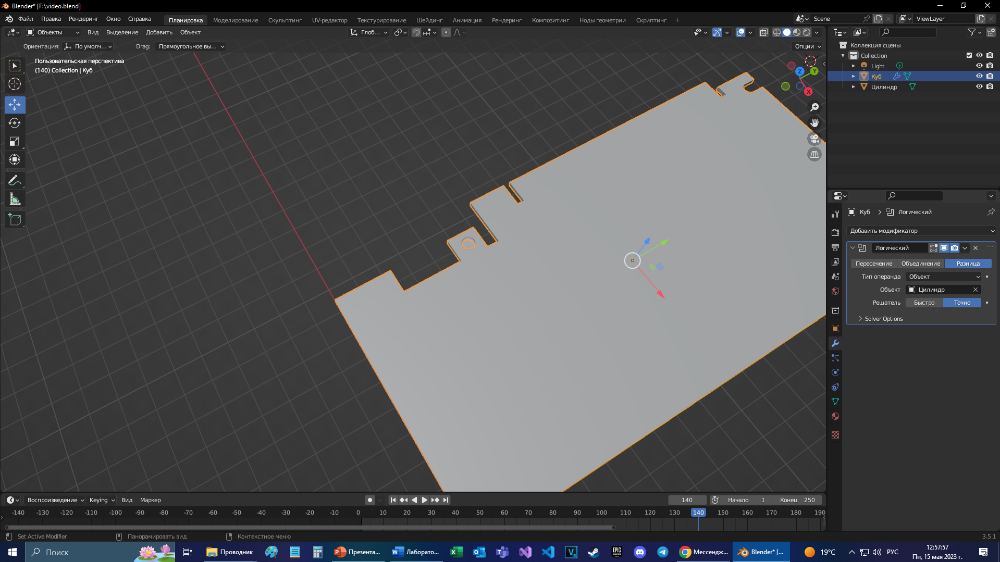 Blender* [F:\video.blend]
Файл Правка Рендеринг Окно Справка Планировка Моделирование Скульптинг UV-редактор Текстурирование Шейдинг Анимация Рендеринг Композитинг Ноды геометрии Скриптинг + Scene ViewLayer
Объекты Вид Выделение Добавить Объект Глоб...
Ориентация: По умолч... Drag: Прямоугольное вы... Опции
Пользовательская перспектива
(140) Collection | Куб
Z Y X
Коллекция сцены
Collection
Light
Куб
Цилиндр
Куб > Логический
Добавить модификатор
Логический
Пересечение Объединение Разница
Тип операнда Объект
Объект Цилиндр
Решатель Быстро Точно
Solver Options
Воспроизведение Keying Вид Маркер 140 Начало 1 Конец 250
-140 -130 -120 -110 -100 -90 -80 -70 -60 -50 -40 -30 -20 -10 0 10 20 30 40 50 60 70 80 90 100 110 120 130 140 150 160 170 180 190
Set Active Modifier Панорамировать вид Контекстное меню 3.5.1
Поиск Проводник Презента... Лаборато... Мессендж... Blender* [... 19°C РУС
12:57:57
Пн, 15 мая 2023 г.